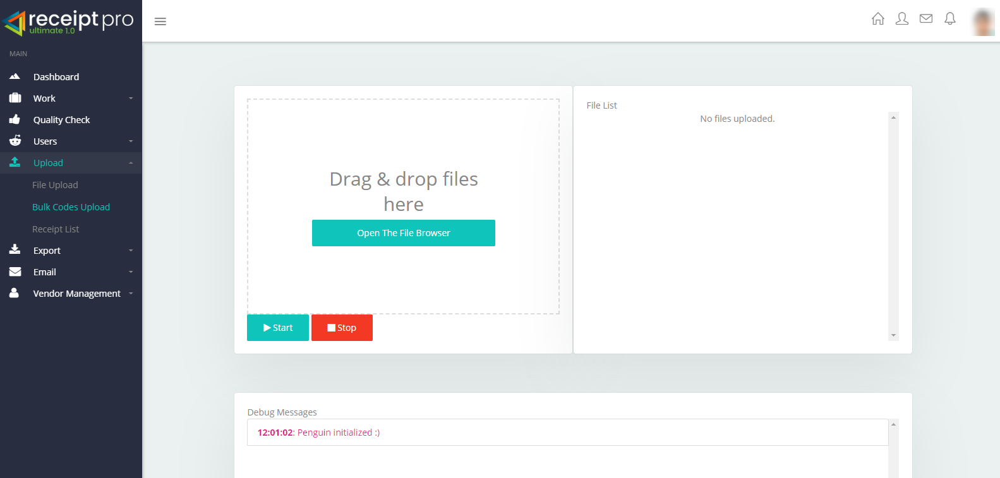 receipt pro
ultimate 1.0
MAIN
Dashboard
Work
Quality Check
Users
Upload
File Upload
Bulk Codes Upload
Receipt List
Export
Email
Vendor Management
Drag & drop files
here
Open The File Browser
Start
Stop
File List
No files uploaded.
Debug Messages
12:01:02: Penguin initialized :)